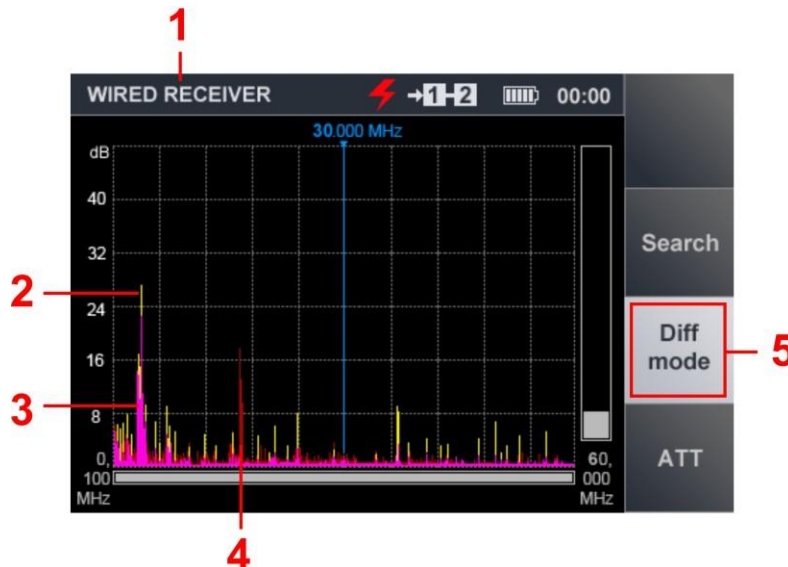 1
WIRED RECEIVER →1-2 00:00
30.000 MHz
dB
40
32
24
16
8
0,
100
MHz
60,
000
MHz
Search
Diff
mode
ATT
2
3
4
5